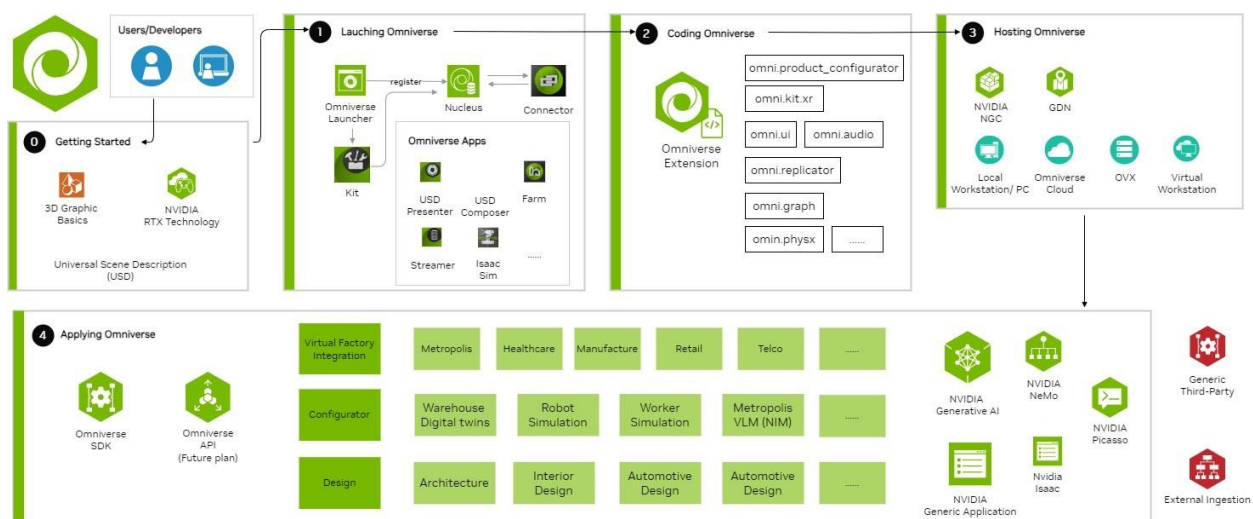 Users/Developers
0 Getting Started
3D Graphic
Basics
NVIDIA
RTX Technology
Universal Scene Description
(USD)
1 Lauching Omniverse
Omniverse
Launcher
register
Nucleus
Connector
Kit
Omniverse Apps
USD
Presenter
USD
Composer
Farm
Streamer
Isaac
Sim
......
2 Coding Omniverse
Omniverse
Extension
omni.product_configurator
omni.kit.xr
omni.ui
omni.audio
omni.replicator
omni.graph
omin.physx
......
3 Hosting Omniverse
NVIDIA
NGC
GDN
Local
Workstation/ PC
Omniverse
Cloud
OVX
Virtual
Workstation
4 Applying Omniverse
Omniverse
SDK
Omniverse
API
(Future plan)
Virtual Factory
Integration
Metropolis
Healthcare
Manufacture
Retail
Telco
......
Configurator
Warehouse
Digital twins
Robot
Simulation
Worker
Simulation
Metropolis
VLM (NIM)
......
Design
Architecture
Interior
Design
Automotive
Design
Automotive
Design
......
NVIDIA
Generative AI
NVIDIA
NeMo
NVIDIA
Picasso
NVIDIA
Generic Application
Nvidia
Isaac
Generic
Third-Party
External Ingestion